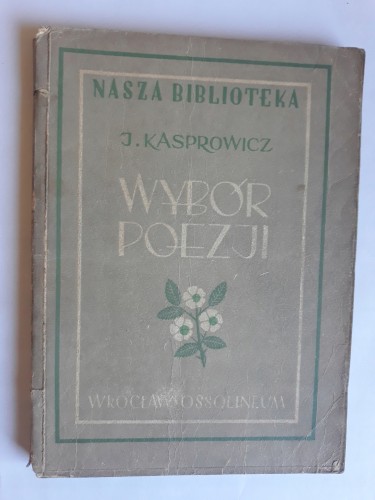 NASZA BIBLIOTEKA
J. KASPROWICZ
WYBÓR
POEZJI
WROCŁAW·OSSOLINEUM